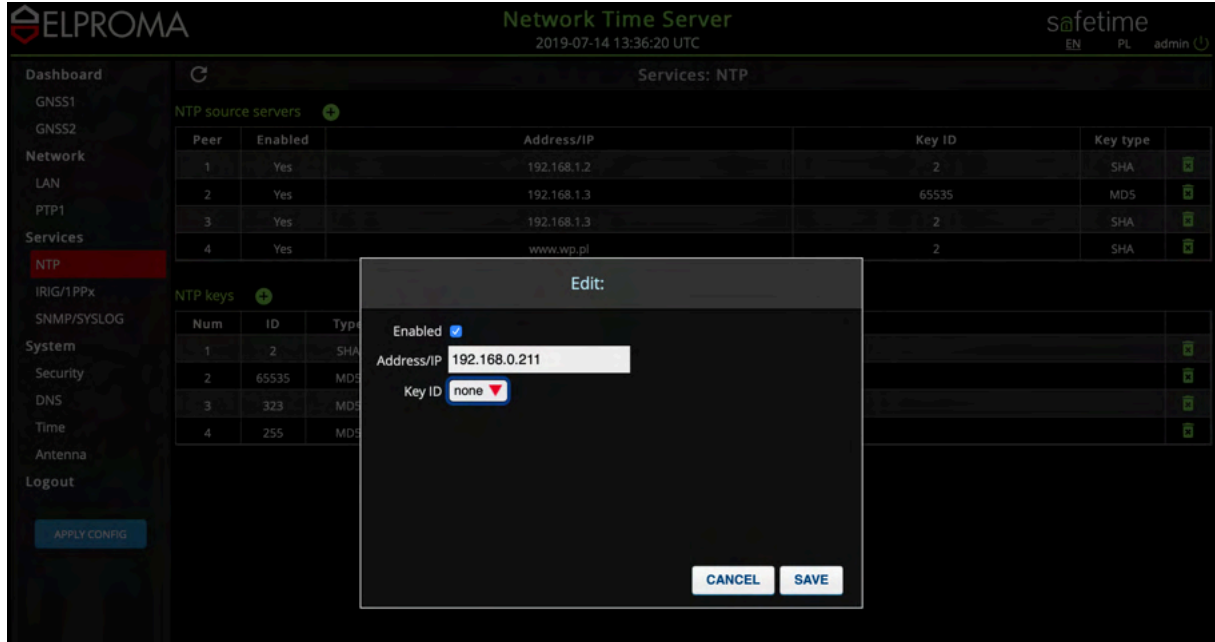 ELPROMA
Network Time Server
2019-07-14 13:36:20 UTC
safetime
EN PL admin
Dashboard
GNSS1
GNSS2
Network
LAN
PTP1
Services
NTP
IRIG/1PPx
SNMP/SYSLOG
System
Security
DNS
Time
Antenna
Logout
APPLY CONFIG
Services: NTP
NTP source servers
Peer Enabled Address/IP Key ID Key type
1 Yes 192.168.1.2 2 SHA
2 Yes 192.168.1.3 65535 MD5
3 Yes 192.168.1.3 2 SHA
4 Yes www.wp.pl 2 SHA
NTP keys
Num ID Type
1 2 SHA
2 65535 MD5
3 323 MD5
4 255 MD5
Edit:
Enabled
Address/IP 192.168.0.211
Key ID none
CANCEL SAVE